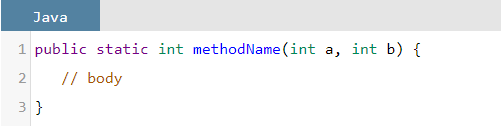 Java
1 public static int methodName(int a, int b) {
2    // body
3 }